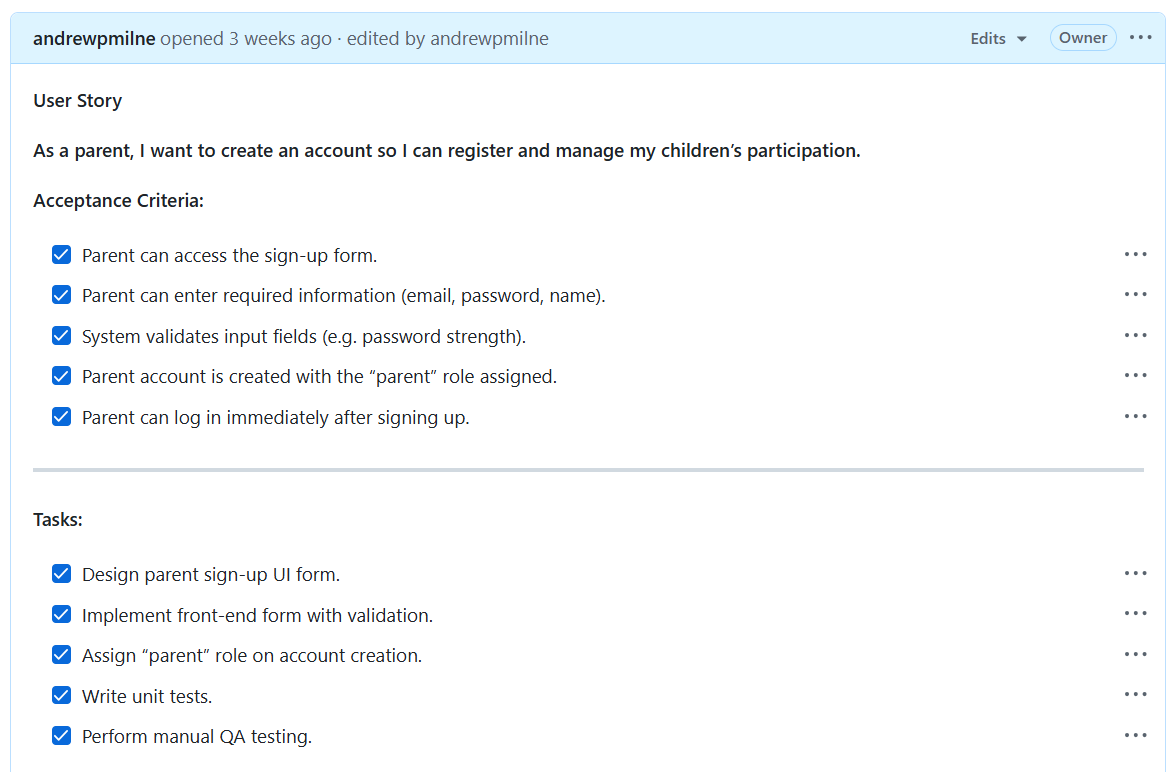 andrewpmilne opened 3 weeks ago · edited by andrewpmilne Edits Owner
User Story
As a parent, I want to create an account so I can register and manage my children’s participation.
Acceptance Criteria:
Parent can access the sign-up form.
Parent can enter required information (email, password, name).
System validates input fields (e.g. password strength).
Parent account is created with the “parent” role assigned.
Parent can log in immediately after signing up.
Tasks:
Design parent sign-up UI form.
Implement front-end form with validation.
Assign “parent” role on account creation.
Write unit tests.
Perform manual QA testing.